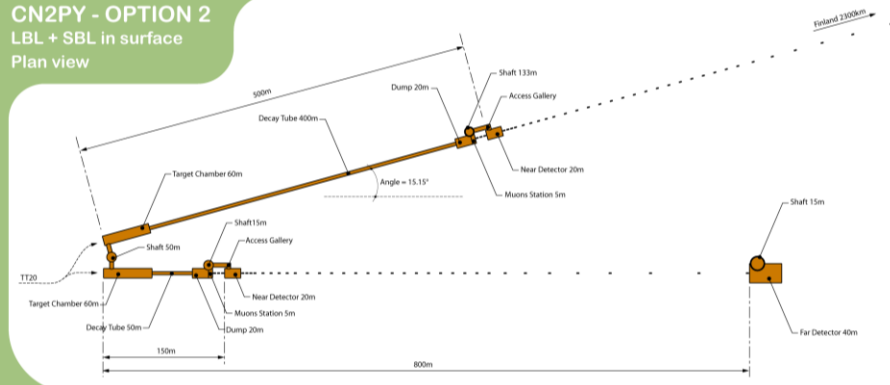 CN2PY - OPTION 2
LBL + SBL in surface
Plan view
Finland 2300km
500m
Shaft 133m
Dump 20m
Access Gallery
Decay Tube 400m
Near Detector 20m
Target Chamber 60m
Angle = 15.15°
Muons Station 5m
Shaft 15m
Shaft15m
Access Gallery
Shaft 50m
TT20
Near Detector 20m
Target Chamber 60m
Muons Station 5m
Decay Tube 50m
Dump 20m
Far Detector 40m
150m
800m